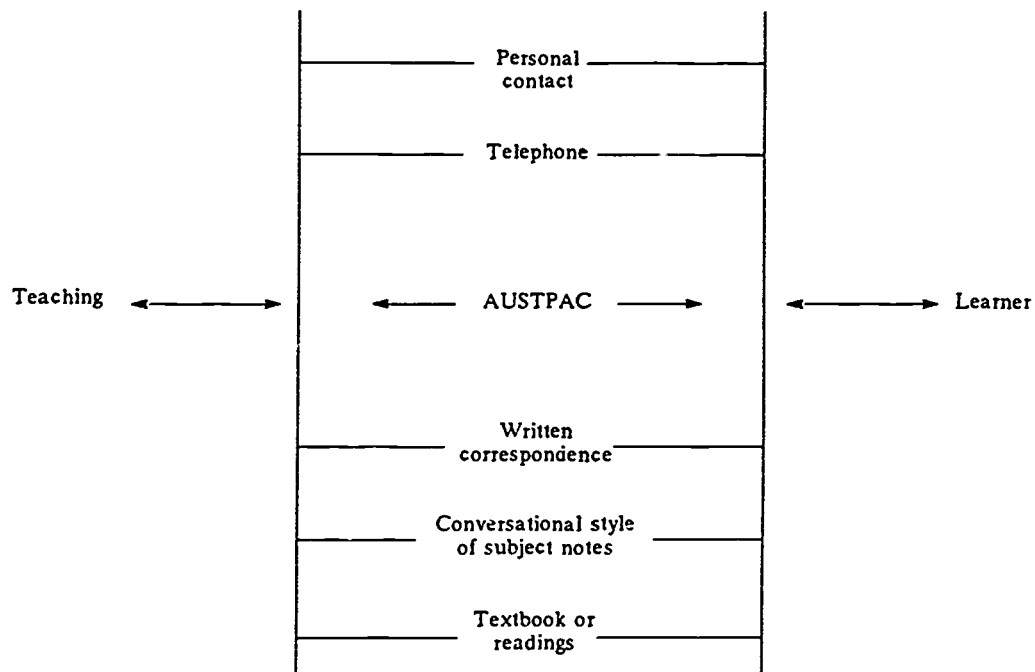 Personal
contact
Telephone
Teaching
AUSTPAC
Learner
Written
correspondence
Conversational style
of subject notes
Textbook or
readings